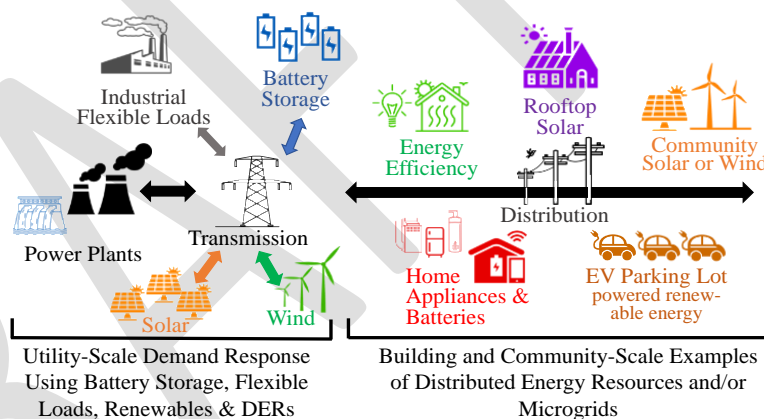 Industrial
Flexible Loads
Battery
Storage
Power Plants
Transmission
Solar
Wind
Energy
Efficiency
Rooftop
Solar
Community
Solar or Wind
Distribution
Home
Appliances &
Batteries
EV Parking Lot
powered renew-
able energy
Utility-Scale Demand Response
Using Battery Storage, Flexible
Loads, Renewables & DERs
Building and Community-Scale Examples
of Distributed Energy Resources and/or
Microgrids